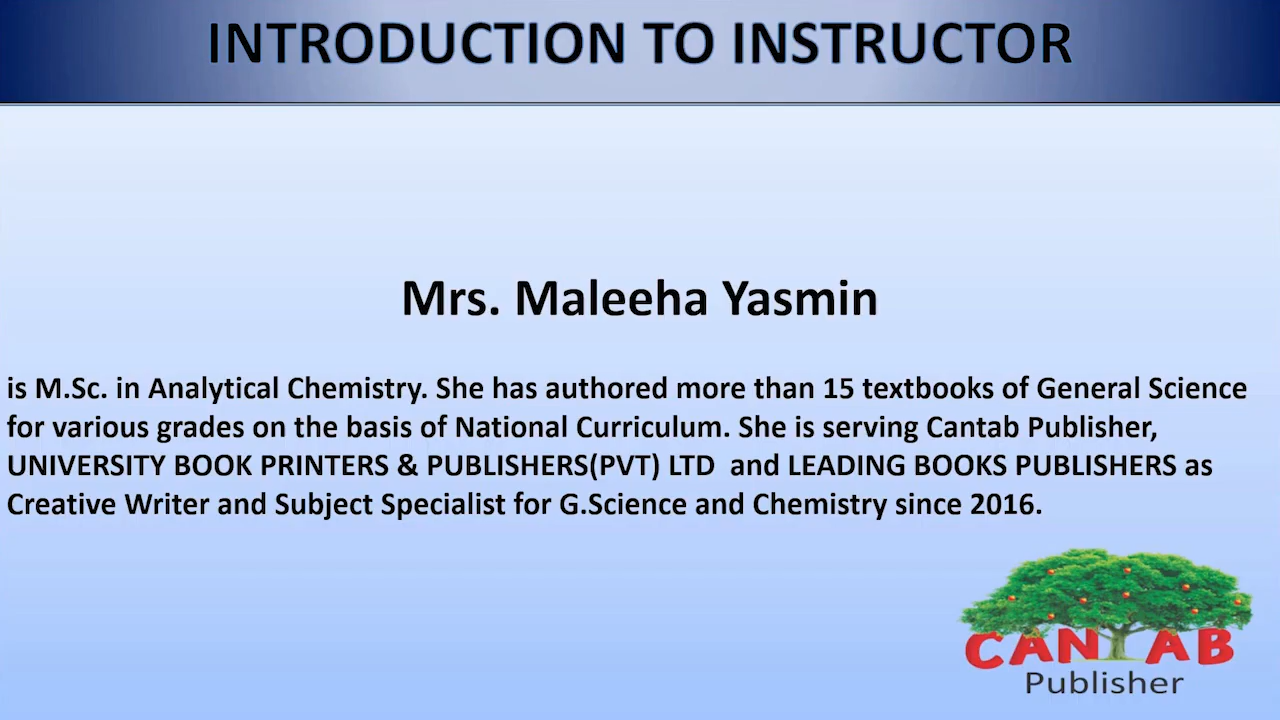 INTRODUCTION TO INSTRUCTOR
Mrs. Maleeha Yasmin
is M.Sc. in Analytical Chemistry. She has authored more than 15 textbooks of General Science
for various grades on the basis of National Curriculum. She is serving Cantab Publisher,
UNIVERSITY BOOK PRINTERS & PUBLISHERS(PVT) LTD and LEADING BOOKS PUBLISHERS as
Creative Writer and Subject Specialist for G.Science and Chemistry since 2016.
CANTAB
Publisher